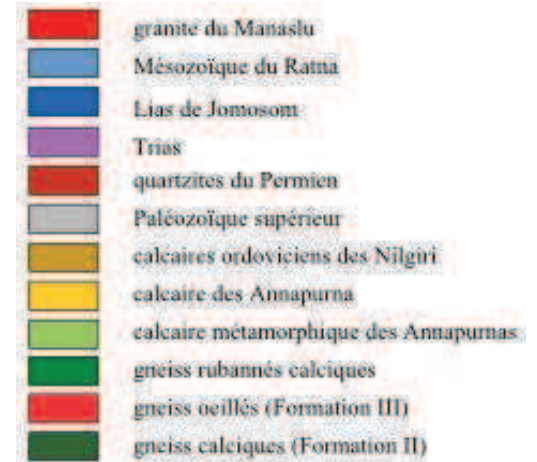 granite du Manaslu
Mésozoïque du Ratna
Lias de Jomosom
Trias
quartzites du Permien
Paléozoïque supérieur
calcaires ordoviciens des Nilgiri
calcaire des Annapurna
calcaire métamorphique des Annapurnas
gneiss rubannés calciques
gneiss oeillés (Formation III)
gneiss calciques (Formation II)